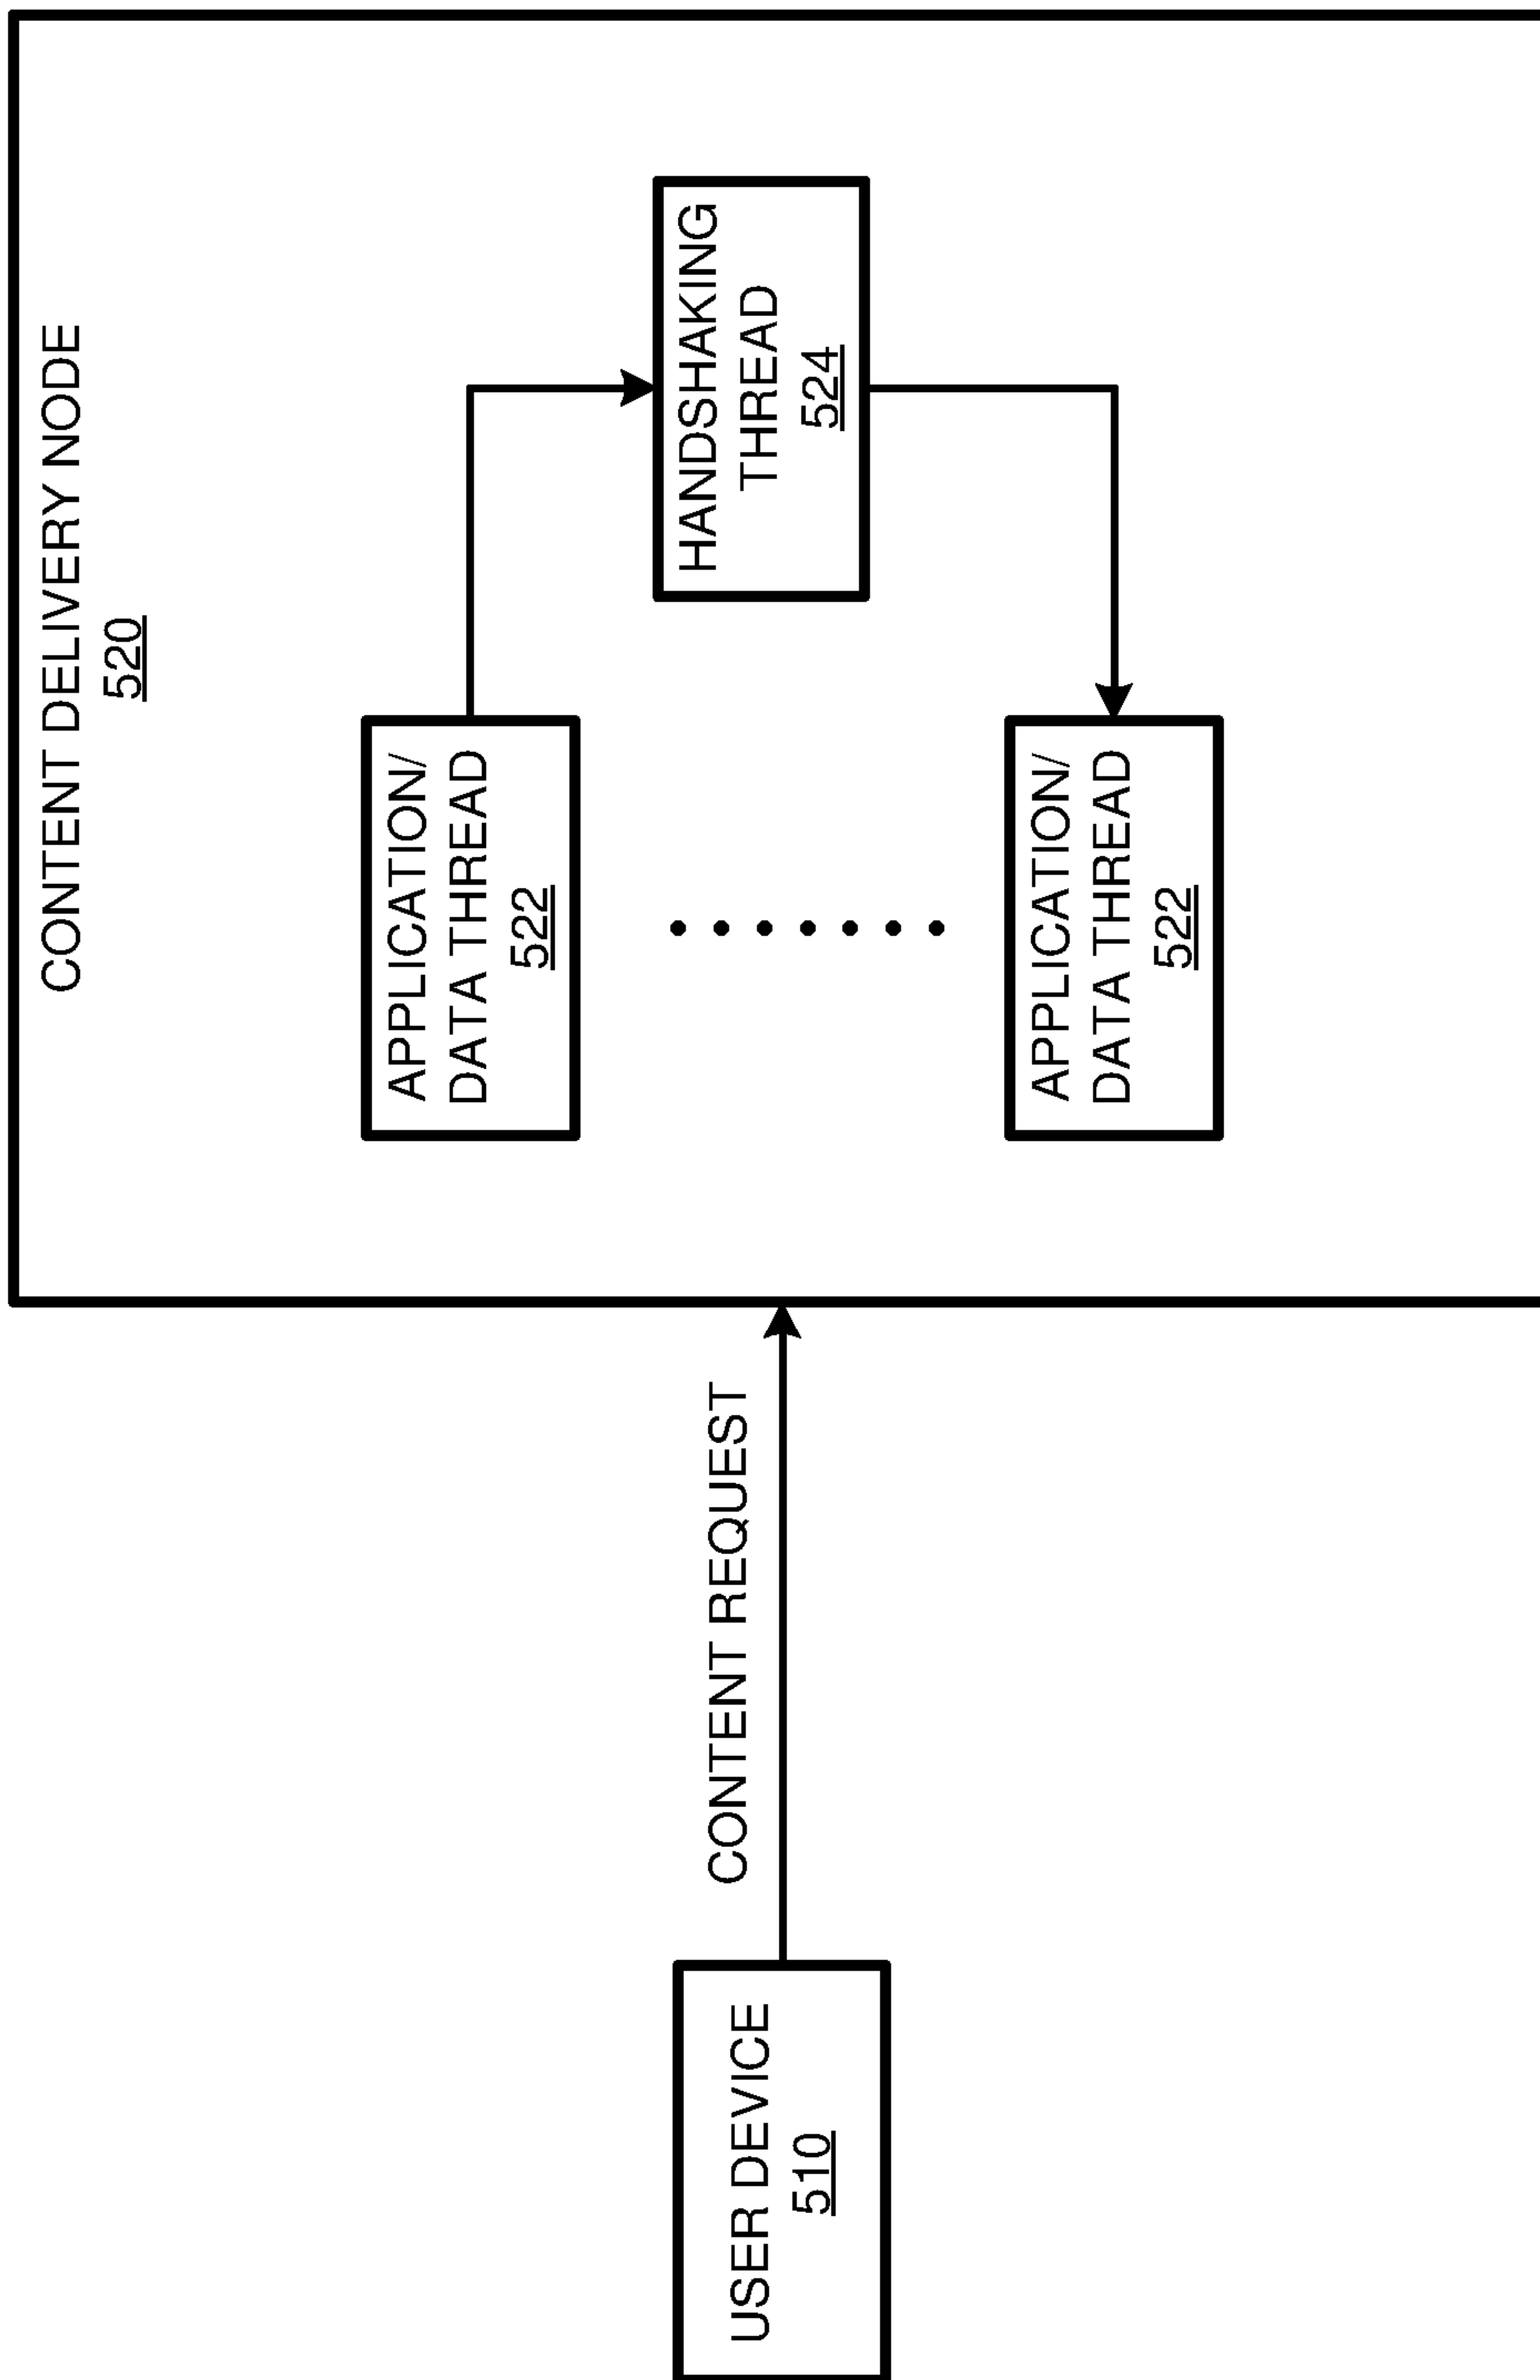 CONTENT DELIVERY NODE
520
USER DEVICE
510
CONTENT REQUEST
APPLICATION/
DATA THREAD
522
HANDSHAKING
THREAD
524
APPLICATION/
DATA THREAD
522